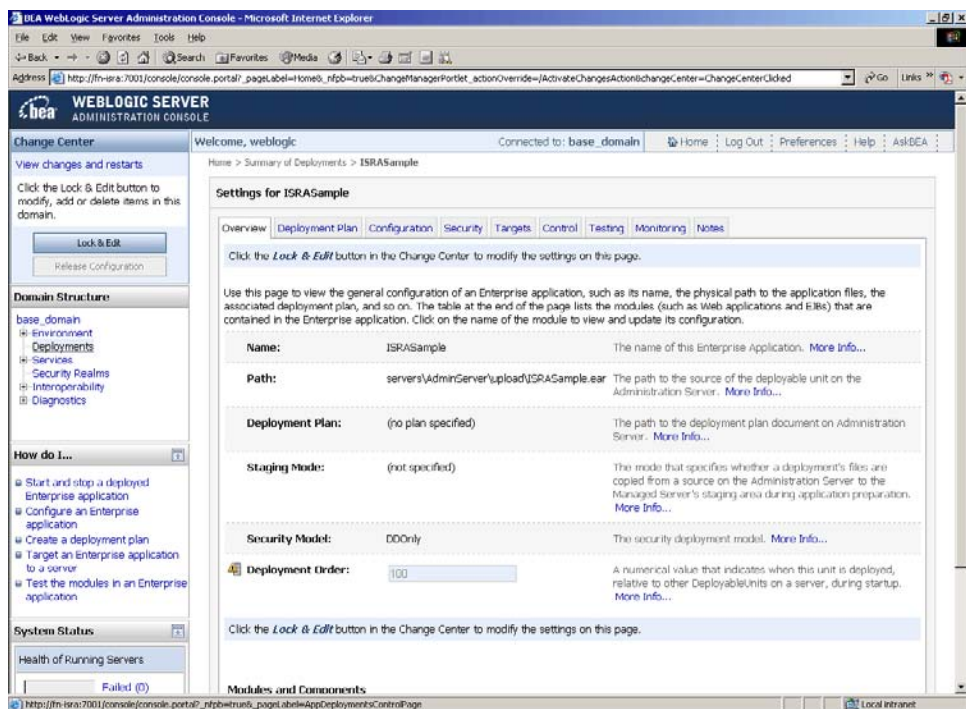 BEA WebLogic Server Administration Console - Microsoft Internet Explorer
File Edit View Favorites Tools Help
Back Search Favorites Media
Address http://fn-isra:7001/console/console.portal?_pageLabel=Home&_nfpb=true&ChangeManagerPortlet_actionOverride=/ActivateChangesAction&changeCenter=ChangeCenterClicked Go Links »
bea WEBLOGIC SERVER
ADMINISTRATION CONSOLE
Change Center
View changes and restarts
Click the Lock & Edit button to
modify, add or delete items in this
domain.
Lock & Edit
Release Configuration
Domain Structure
base_domain
Environment
Deployments
Services
Security Realms
Interoperability
Diagnostics
How do I...
Start and stop a deployed
Enterprise application
Configure an Enterprise
application
Create a deployment plan
Target an Enterprise application
to a server
Test the modules in an Enterprise
application
System Status
Health of Running Servers
Failed (0)
Welcome, weblogic Connected to: base_domain Home Log Out Preferences Help AskBEA
Home > Summary of Deployments > ISRASample
Settings for ISRASample
Overview Deployment Plan Configuration Security Targets Control Testing Monitoring Notes
Click the Lock & Edit button in the Change Center to modify the settings on this page.
Use this page to view the general configuration of an Enterprise application, such as its name, the physical path to the application files, the
associated deployment plan, and so on. The table at the end of the page lists the modules (such as Web applications and EJBs) that are
contained in the Enterprise application. Click on the name of the module to view and update its configuration.
Name: ISRASample The name of this Enterprise Application. More Info...
Path: servers\AdminServer\upload\ISRASample.ear The path to the source of the deployable unit on the
Administration Server. More Info...
Deployment Plan: (no plan specified) The path to the deployment plan document on Administration
Server. More Info...
Staging Mode: (not specified) The mode that specifies whether a deployment's files are
copied from a source on the Administration Server to the
Managed Server's staging area during application preparation.
More Info...
Security Model: DDOnly The security deployment model. More Info...
Deployment Order: 100 A numerical value that indicates when this unit is deployed,
relative to other DeployableUnits on a server, during startup.
More Info...
Click the Lock & Edit button in the Change Center to modify the settings on this page.
Modules and Components
http://fn-isra:7001/console/console.portal?_nfpb=true&_pageLabel=AppDeploymentsControlPage Local intranet